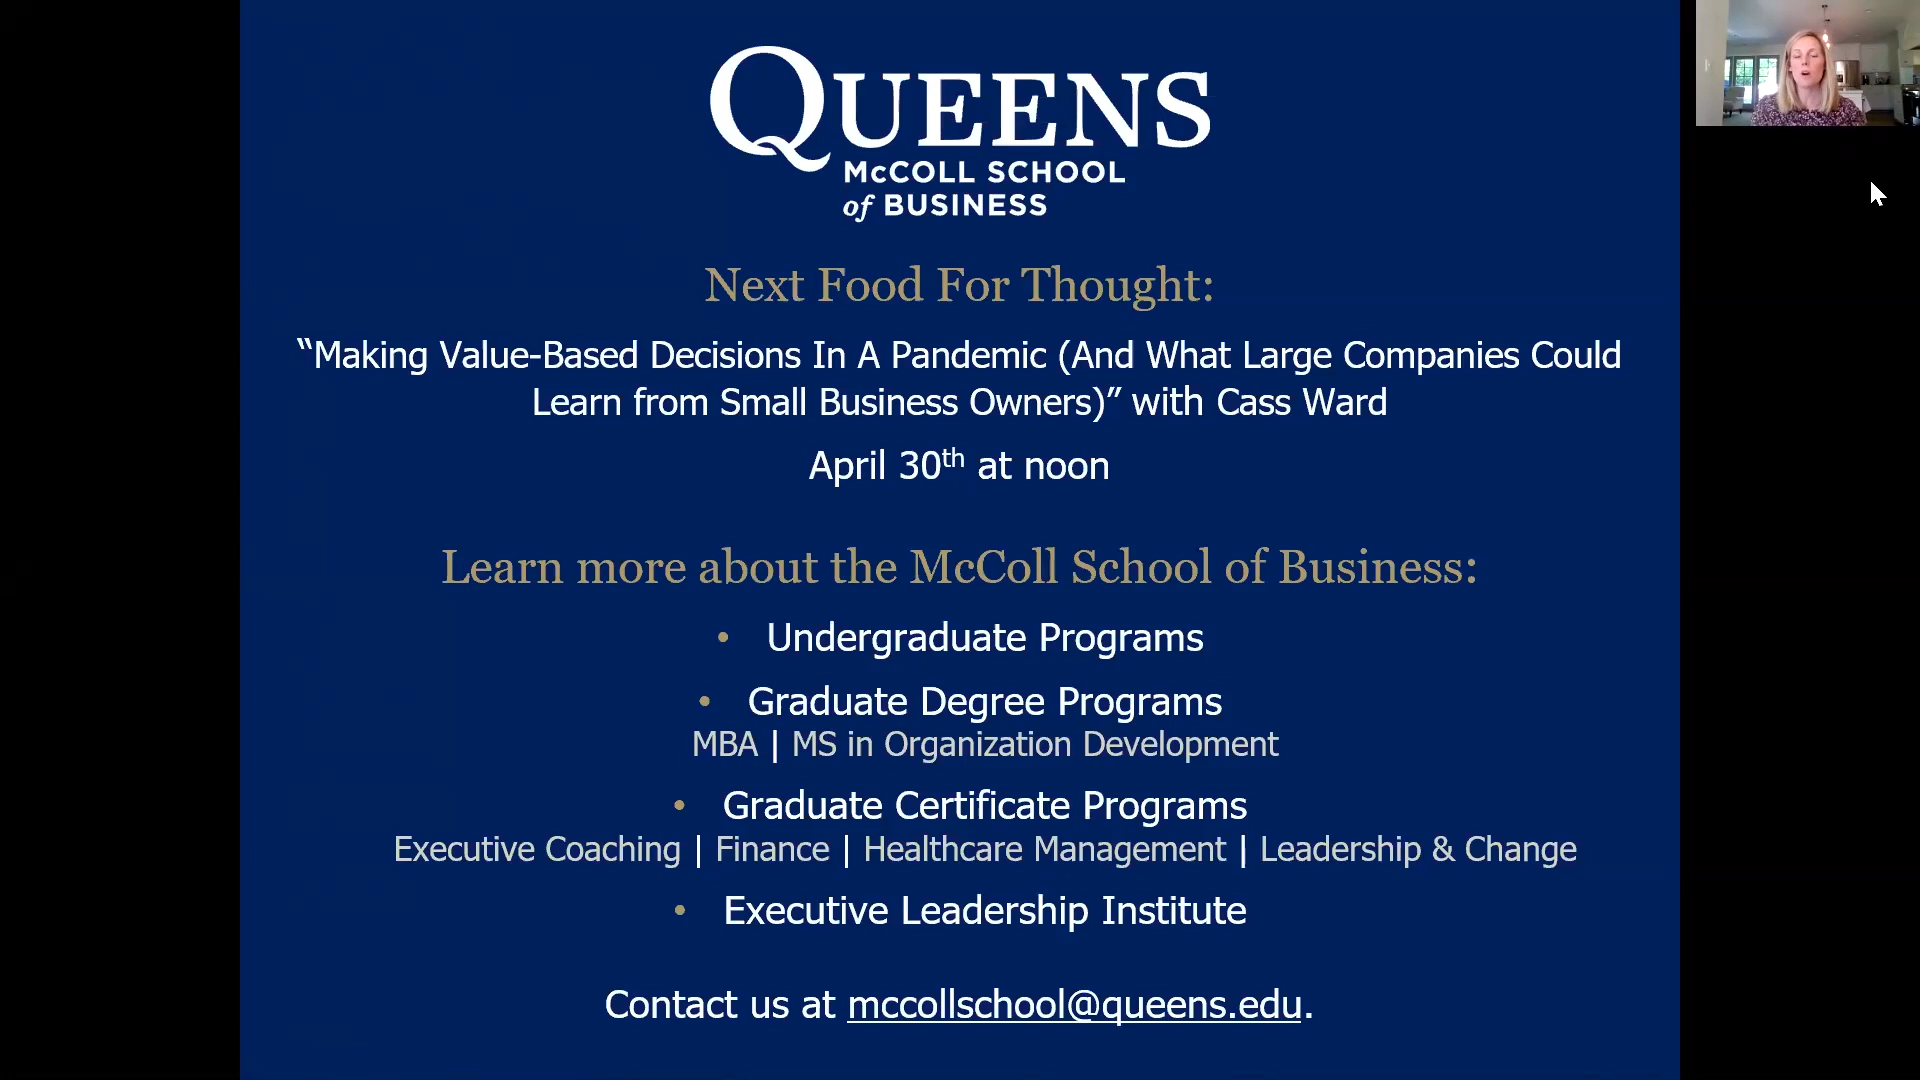 QUEENS
McCOLL SCHOOL
of BUSINESS
Next Food For Thought:
“Making Value-Based Decisions In A Pandemic (And What Large Companies Could
Learn from Small Business Owners)” with Cass Ward
April 30th at noon
Learn more about the McColl School of Business:
• Undergraduate Programs
• Graduate Degree Programs
MBA | MS in Organization Development
• Graduate Certificate Programs
Executive Coaching | Finance | Healthcare Management | Leadership & Change
• Executive Leadership Institute
Contact us at mccollschool@queens.edu.